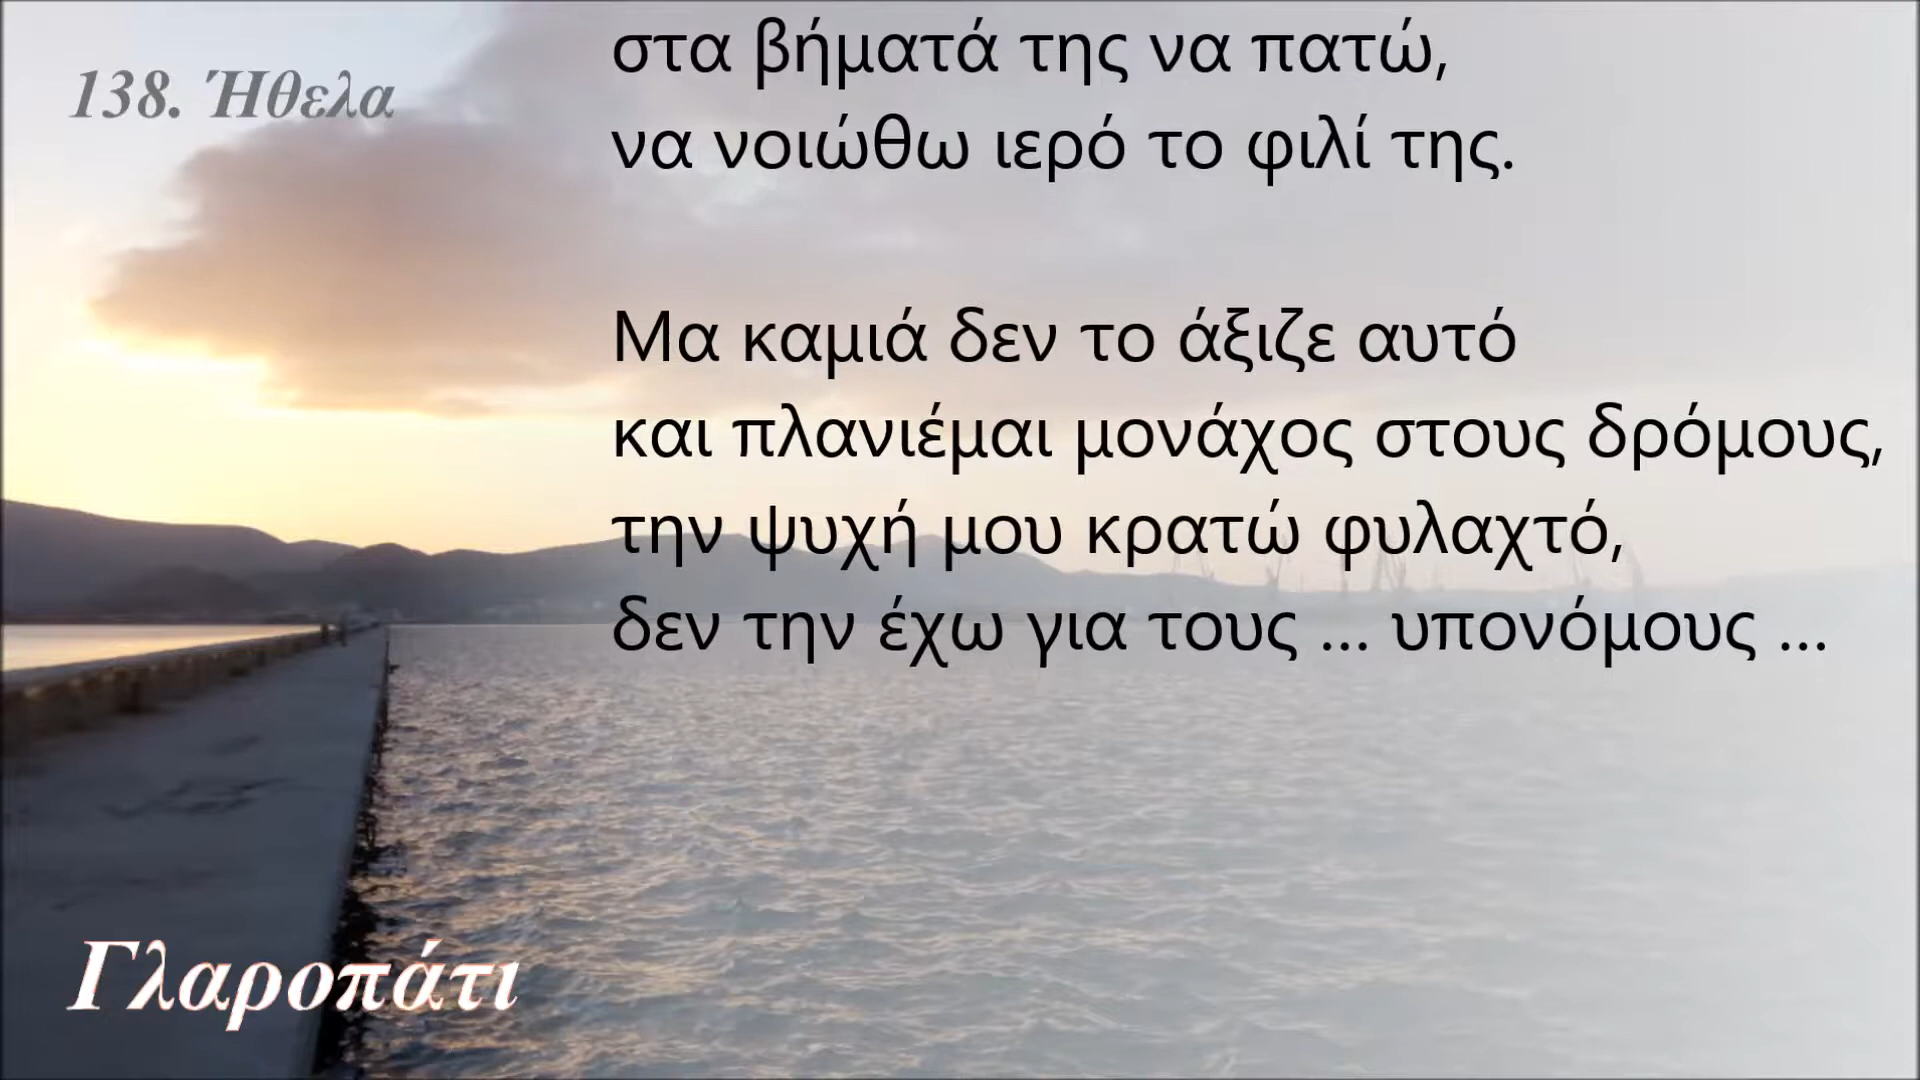 138. Ήθελα
στα βήματά της να πατώ,
να νοιώθω ιερό το φιλί της.
Μα καμιά δεν το άξιζε αυτό
και πλανιέμαι μονάχος στους δρόμους,
την ψυχή μου κρατώ φυλαχτό,
δεν την έχω για τους ... υπονόμους ...
Γλαροπάτι